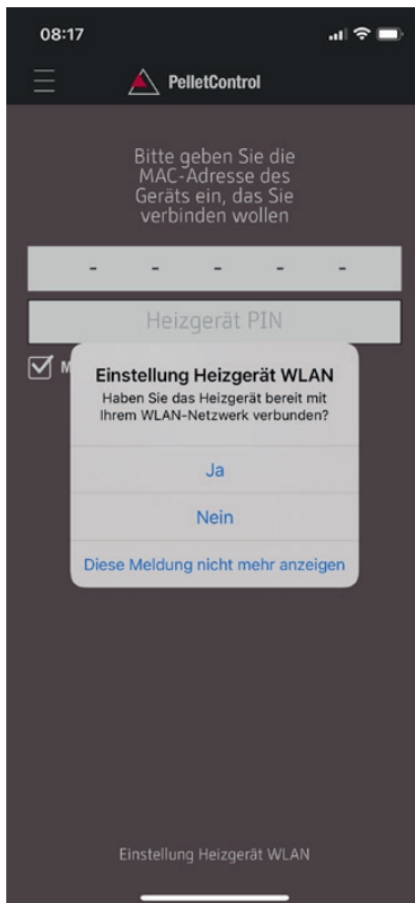 08:17
PelletControl
Bitte geben Sie die
MAC-Adresse des
Geräts ein, das Sie
verbinden wollen
- - - - -
Heizgerät PIN
M
Einstellung Heizgerät WLAN
Haben Sie das Heizgerät bereit mit
Ihrem WLAN-Netzwerk verbunden?
Ja
Nein
Diese Meldung nicht mehr anzeigen
Einstellung Heizgerät WLAN